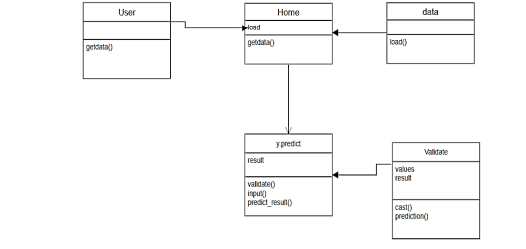 User
getdata()
Home
load
getdata()
data
load()
y.predict
result
validate()
input()
predict_result()
Validate
values
result
cast()
prediction()